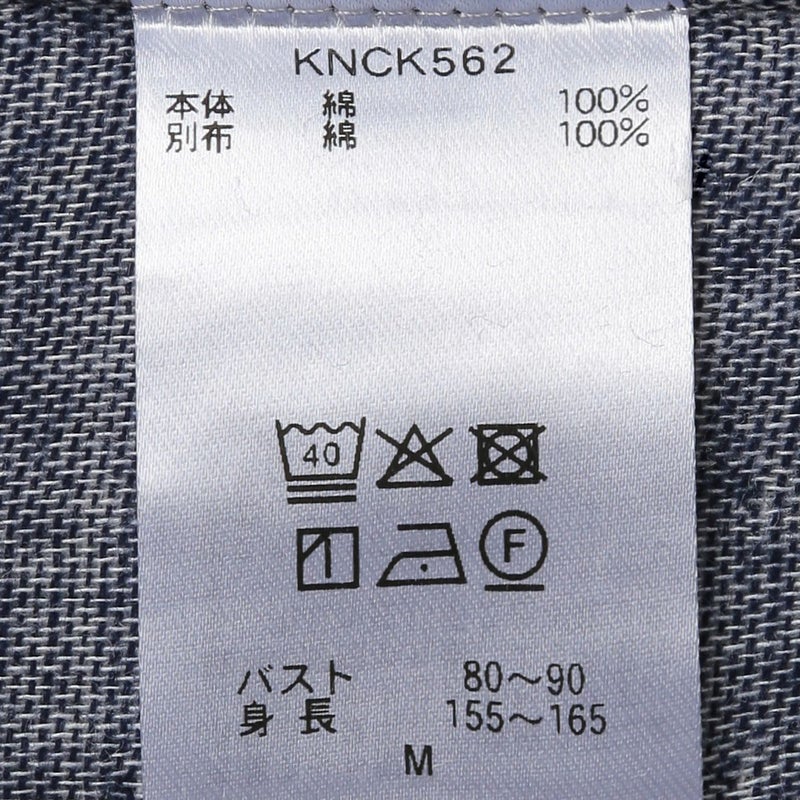 KNCK562
本体 綿 100%
別布 綿 100%
40
F
バスト 80~90
身長 155~165
M